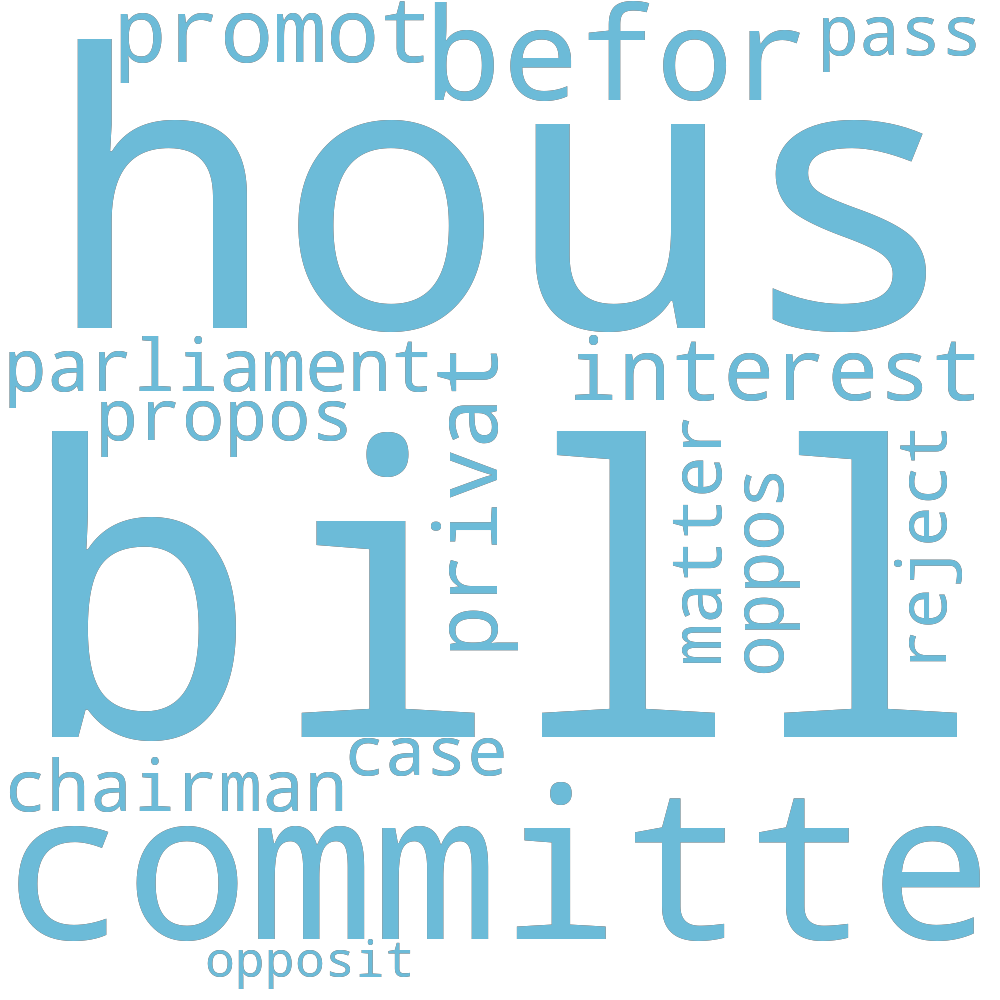 promot
befor
pass
hous
parliament
interest
propos
privat
matter
oppos
reject
bill
case
chairman
committe
opposit